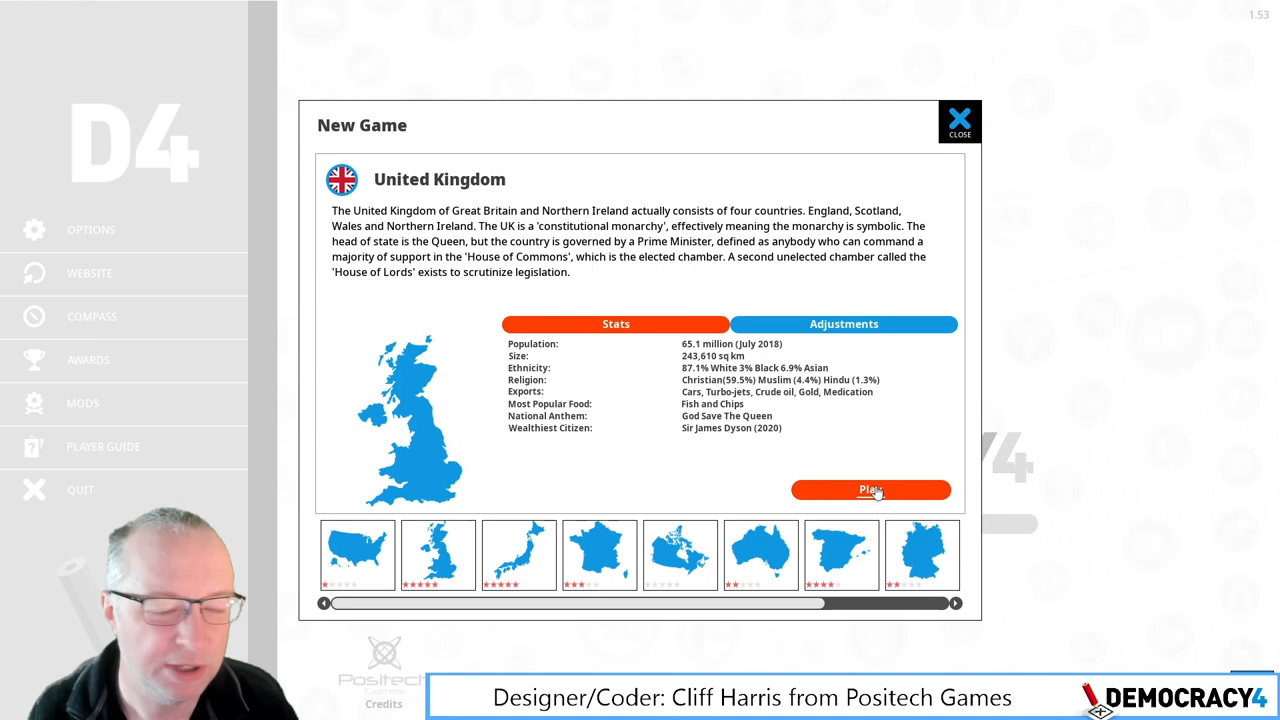 1.53
D4
OPTIONS
WEBSITE
COMPASS
AWARDS
MODS
PLAYER GUIDE
QUIT
New Game
CLOSE
United Kingdom
The United Kingdom of Great Britain and Northern Ireland actually consists of four countries. England, Scotland,
Wales and Northern Ireland. The UK is a 'constitutional monarchy', effectively meaning the monarchy is symbolic. The
head of state is the Queen, but the country is governed by a Prime Minister, defined as anybody who can command a
majority of support in the 'House of Commons', which is the elected chamber. A second unelected chamber called the
'House of Lords' exists to scrutinize legislation.
Stats Adjustments
Population: 65.1 million (July 2018)
Size: 243,610 sq km
Ethnicity: 87.1% White 3% Black 6.9% Asian
Religion: Christian(59.5%) Muslim (4.4%) Hindu (1.3%)
Exports: Cars, Turbo-jets, Crude oil, Gold, Medication
Most Popular Food: Fish and Chips
National Anthem: God Save The Queen
Wealthiest Citizen: Sir James Dyson (2020)
Play
Positech
Games
Credits
Designer/Coder: Cliff Harris from Positech Games
DEMOCRACY4